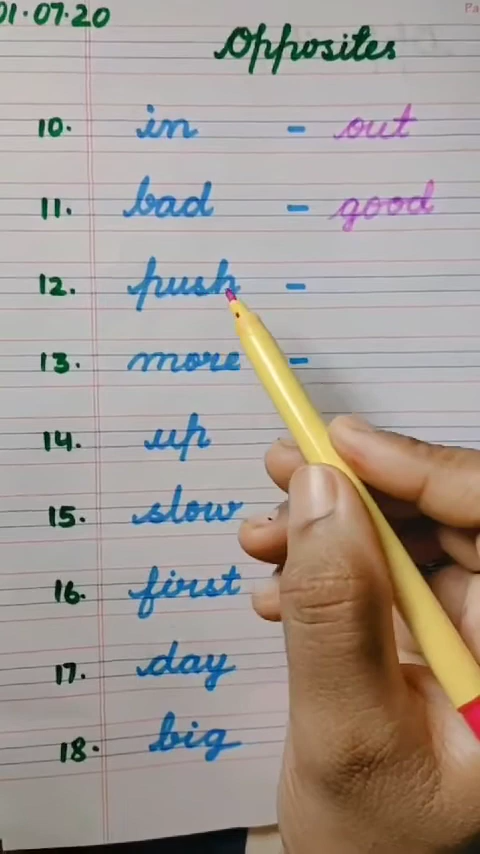 01.07.20
Opposites
10. in - out
11. bad - good
12. push -
13. more -
14. up
15. slow
16. first
17. day
18. big
Pa